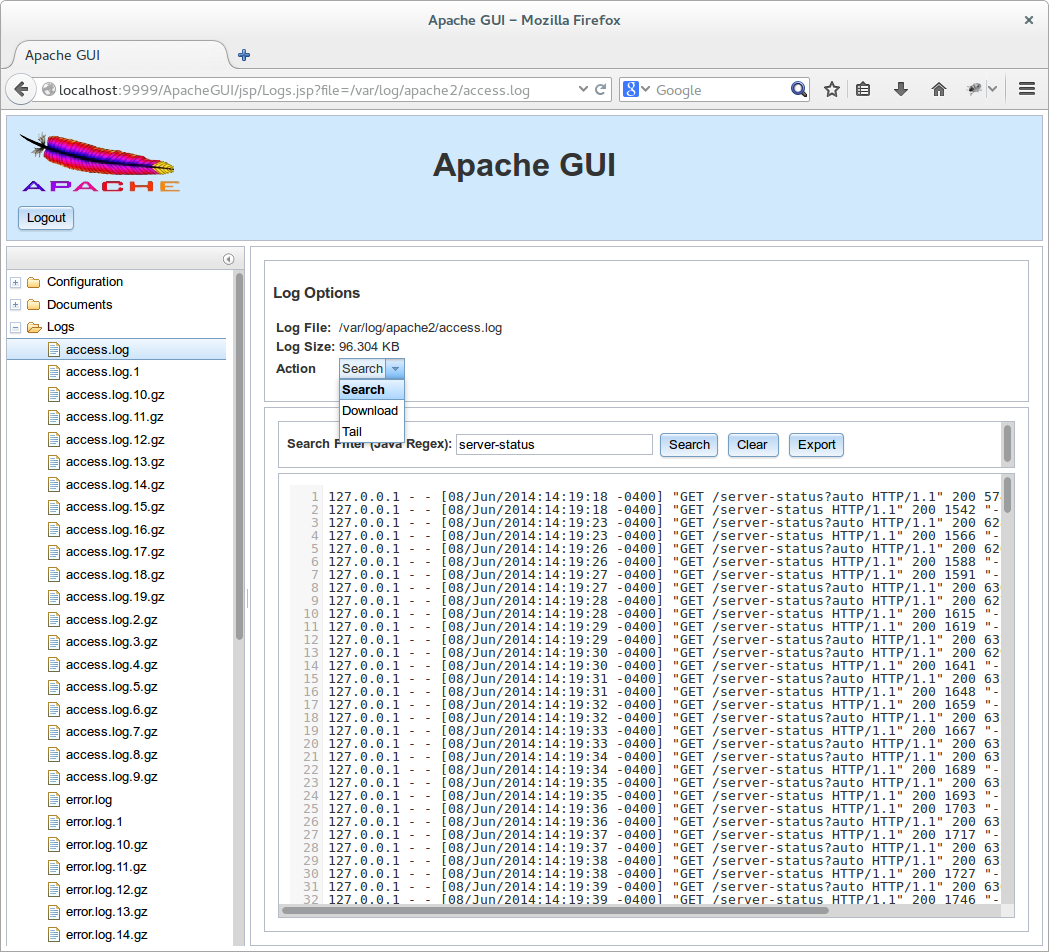 Apache GUI - Mozilla Firefox
Apache GUI
localhost:9999/ApacheGUI/jsp/Logs.jsp?file=/var/log/apache2/access.log
Google
APACHE
Apache GUI
Logout
Configuration
Documents
Logs
access.log
access.log.1
access.log.10.gz
access.log.11.gz
access.log.12.gz
access.log.13.gz
access.log.14.gz
access.log.15.gz
access.log.16.gz
access.log.17.gz
access.log.18.gz
access.log.19.gz
access.log.2.gz
access.log.3.gz
access.log.4.gz
access.log.5.gz
access.log.6.gz
access.log.7.gz
access.log.8.gz
access.log.9.gz
error.log
error.log.1
error.log.10.gz
error.log.11.gz
error.log.12.gz
error.log.13.gz
error.log.14.gz
Log Options
Log File: /var/log/apache2/access.log
Log Size: 96.304 KB
Action Search
Search
Download
Tail
Search Filter (Java Regex): server-status Search Clear Export
1 127.0.0.1 - - [08/Jun/2014:14:19:18 -0400] "GET /server-status?auto HTTP/1.1" 200 57
2 127.0.0.1 - - [08/Jun/2014:14:19:18 -0400] "GET /server-status HTTP/1.1" 200 1542 "-
3 127.0.0.1 - - [08/Jun/2014:14:19:23 -0400] "GET /server-status?auto HTTP/1.1" 200 62
4 127.0.0.1 - - [08/Jun/2014:14:19:23 -0400] "GET /server-status HTTP/1.1" 200 1566 "-
5 127.0.0.1 - - [08/Jun/2014:14:19:26 -0400] "GET /server-status?auto HTTP/1.1" 200 62
6 127.0.0.1 - - [08/Jun/2014:14:19:26 -0400] "GET /server-status HTTP/1.1" 200 1588 "-
7 127.0.0.1 - - [08/Jun/2014:14:19:27 -0400] "GET /server-status HTTP/1.1" 200 1591 "-
8 127.0.0.1 - - [08/Jun/2014:14:19:27 -0400] "GET /server-status?auto HTTP/1.1" 200 63
9 127.0.0.1 - - [08/Jun/2014:14:19:28 -0400] "GET /server-status?auto HTTP/1.1" 200 62
10 127.0.0.1 - - [08/Jun/2014:14:19:28 -0400] "GET /server-status HTTP/1.1" 200 1615 "-
11 127.0.0.1 - - [08/Jun/2014:14:19:29 -0400] "GET /server-status HTTP/1.1" 200 1619 "-
12 127.0.0.1 - - [08/Jun/2014:14:19:29 -0400] "GET /server-status?auto HTTP/1.1" 200 63
13 127.0.0.1 - - [08/Jun/2014:14:19:30 -0400] "GET /server-status?auto HTTP/1.1" 200 62
14 127.0.0.1 - - [08/Jun/2014:14:19:30 -0400] "GET /server-status HTTP/1.1" 200 1641 "-
15 127.0.0.1 - - [08/Jun/2014:14:19:31 -0400] "GET /server-status?auto HTTP/1.1" 200 63
16 127.0.0.1 - - [08/Jun/2014:14:19:31 -0400] "GET /server-status HTTP/1.1" 200 1648 "-
17 127.0.0.1 - - [08/Jun/2014:14:19:32 -0400] "GET /server-status HTTP/1.1" 200 1659 "-
18 127.0.0.1 - - [08/Jun/2014:14:19:32 -0400] "GET /server-status?auto HTTP/1.1" 200 63
19 127.0.0.1 - - [08/Jun/2014:14:19:33 -0400] "GET /server-status HTTP/1.1" 200 1667 "-
20 127.0.0.1 - - [08/Jun/2014:14:19:33 -0400] "GET /server-status?auto HTTP/1.1" 200 63
21 127.0.0.1 - - [08/Jun/2014:14:19:34 -0400] "GET /server-status?auto HTTP/1.1" 200 63
22 127.0.0.1 - - [08/Jun/2014:14:19:34 -0400] "GET /server-status HTTP/1.1" 200 1689 "-
23 127.0.0.1 - - [08/Jun/2014:14:19:35 -0400] "GET /server-status?auto HTTP/1.1" 200 63
24 127.0.0.1 - - [08/Jun/2014:14:19:35 -0400] "GET /server-status HTTP/1.1" 200 1693 "-
25 127.0.0.1 - - [08/Jun/2014:14:19:36 -0400] "GET /server-status HTTP/1.1" 200 1703 "-
26 127.0.0.1 - - [08/Jun/2014:14:19:36 -0400] "GET /server-status?auto HTTP/1.1" 200 63
27 127.0.0.1 - - [08/Jun/2014:14:19:37 -0400] "GET /server-status HTTP/1.1" 200 1717 "-
28 127.0.0.1 - - [08/Jun/2014:14:19:37 -0400] "GET /server-status?auto HTTP/1.1" 200 63
29 127.0.0.1 - - [08/Jun/2014:14:19:38 -0400] "GET /server-status?auto HTTP/1.1" 200 63
30 127.0.0.1 - - [08/Jun/2014:14:19:38 -0400] "GET /server-status HTTP/1.1" 200 1727 "-
31 127.0.0.1 - - [08/Jun/2014:14:19:39 -0400] "GET /server-status?auto HTTP/1.1" 200 63
32 127.0.0.1 - - [08/Jun/2014:14:19:39 -0400] "GET /server-status HTTP/1.1" 200 1746 "-